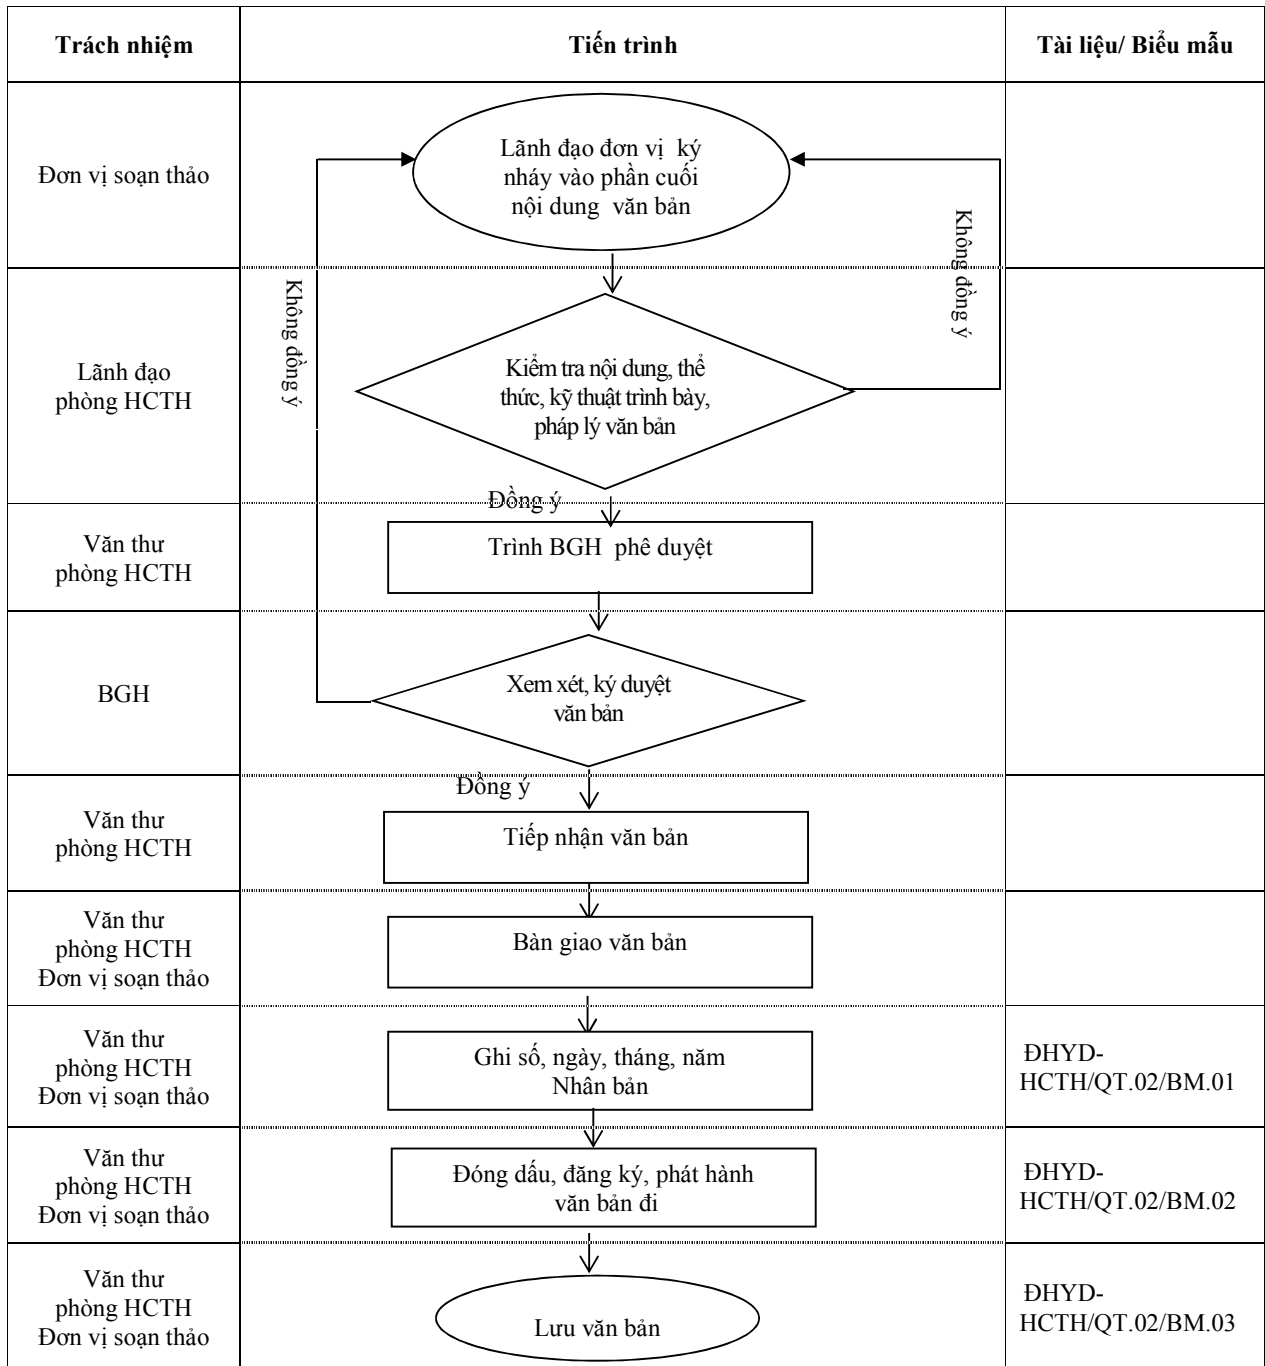 Trách nhiệm
Tiến trình
Tài liệu/ Biểu mẫu
Đơn vị soạn thảo
Lãnh đạo đơn vị ký
nháy vào phần cuối
nội dung văn bản
Không đồng ý
Không đồng ý
Lãnh đạo
phòng HCTH
Kiểm tra nội dung, thể
thức, kỹ thuật trình bày,
pháp lý văn bản
Đồng ý
Văn thư
phòng HCTH
Trình BGH phê duyệt
BGH
Xem xét, ký duyệt
văn bản
Đồng ý
Văn thư
phòng HCTH
Tiếp nhận văn bản
Văn thư
phòng HCTH
Đơn vị soạn thảo
Bàn giao văn bản
Văn thư
phòng HCTH
Đơn vị soạn thảo
Ghi số, ngày, tháng, năm
Nhân bản
ĐHYD-
HCTH/QT.02/BM.01
Văn thư
phòng HCTH
Đơn vị soạn thảo
Đóng dấu, đăng ký, phát hành
văn bản đi
ĐHYD-
HCTH/QT.02/BM.02
Văn thư
phòng HCTH
Đơn vị soạn thảo
Lưu văn bản
ĐHYD-
HCTH/QT.02/BM.03